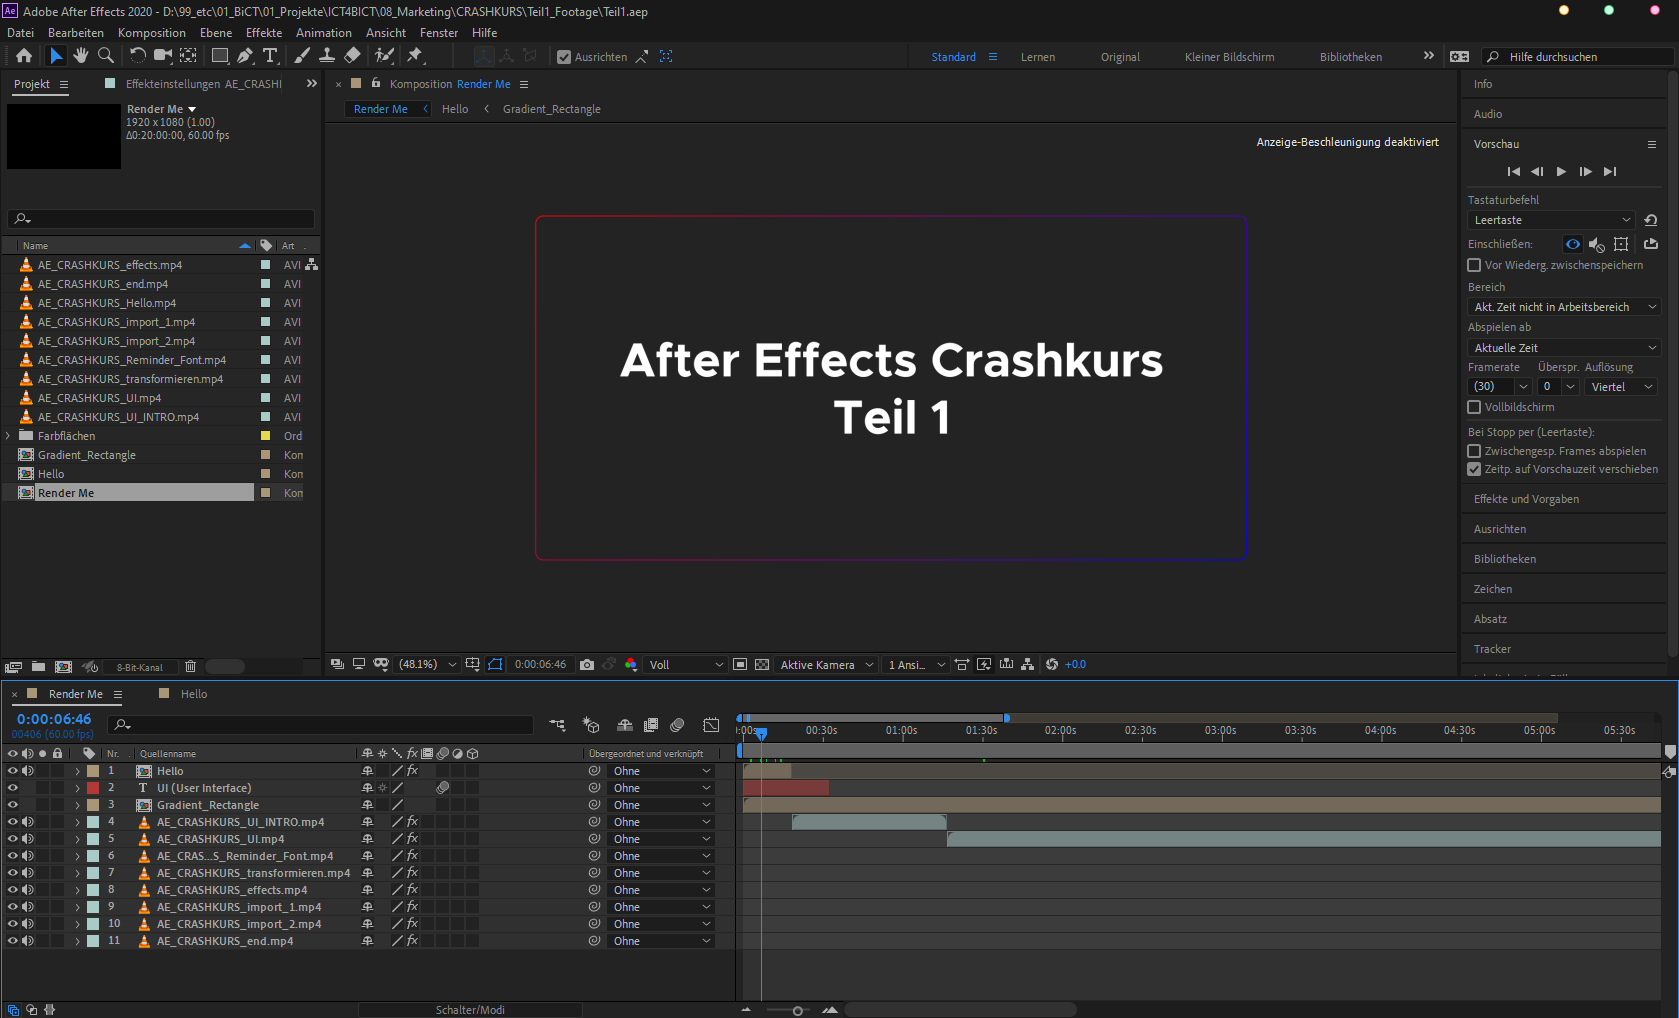 Ae Adobe After Effects 2020 - D:\99_etc\01_BiCT\01_Projekte\ICT4BICT\08_Marketing\CRASHKURS\Teil1_Footage\Teil1.aep
Datei Bearbeiten Komposition Ebene Effekte Animation Ansicht Fenster Hilfe
Ausrichten Standard Lernen Original Kleiner Bildschirm Bibliotheken Hilfe durchsuchen
Projekt Effekteinstellungen AE_CRASHI
Render Me
1920 x 1080 (1.00)
Δ0:20:00:00, 60.00 fps
Name Art
AE_CRASHKURS_effects.mp4 AVI
AE_CRASHKURS_end.mp4 AVI
AE_CRASHKURS_Hello.mp4 AVI
AE_CRASHKURS_import_1.mp4 AVI
AE_CRASHKURS_import_2.mp4 AVI
AE_CRASHKURS_Reminder_Font.mp4 AVI
AE_CRASHKURS_transformieren.mp4 AVI
AE_CRASHKURS_UI.mp4 AVI
AE_CRASHKURS_UI_INTRO.mp4 AVI
Farbflächen Ord
Gradient_Rectangle Kon
Hello Kon
Render Me Kon
8-Bit-Kanal
Komposition Render Me
Render Me Hello Gradient_Rectangle
Anzeige-Beschleunigung deaktiviert
After Effects Crashkurs
Teil 1
(48.1%) 0:00:06:46 Voll Aktive Kamera 1 Ansi... +0.0
Info
Audio
Vorschau
Tastaturbefehl
Leertaste
Einschließen:
Vor Wiederg. zwischenspeichern
Bereich
Akt. Zeit nicht in Arbeitsbereich
Abspielen ab
Aktuelle Zeit
Framerate Überspr. Auflösung
(30) 0 Viertel
Vollbildschirm
Bei Stopp per (Leertaste):
Zwischengesp. Frames abspielen
Zeitp. auf Vorschauzeit verschieben
Effekte und Vorgaben
Ausrichten
Bibliotheken
Zeichen
Absatz
Tracker
Render Me Hello
0:00:06:46
00406 (60.00 fps)
:00s 00:30s 01:00s 01:30s 02:00s 02:30s 03:00s 03:30s 04:00s 04:30s 05:00s 05:30s
Nr. Quellenname fx Übergeordnet und verknüpft
1 Hello fx Ohne
2 T UI (User Interface) Ohne
3 Gradient_Rectangle Ohne
4 AE_CRASHKURS_UI_INTRO.mp4 fx Ohne
5 AE_CRASHKURS_UI.mp4 fx Ohne
6 AE_CRAS...S_Reminder_Font.mp4 fx Ohne
7 AE_CRASHKURS_transformieren.mp4 fx Ohne
8 AE_CRASHKURS_effects.mp4 fx Ohne
9 AE_CRASHKURS_import_1.mp4 fx Ohne
10 AE_CRASHKURS_import_2.mp4 fx Ohne
11 AE_CRASHKURS_end.mp4 fx Ohne
Schalter/Modi